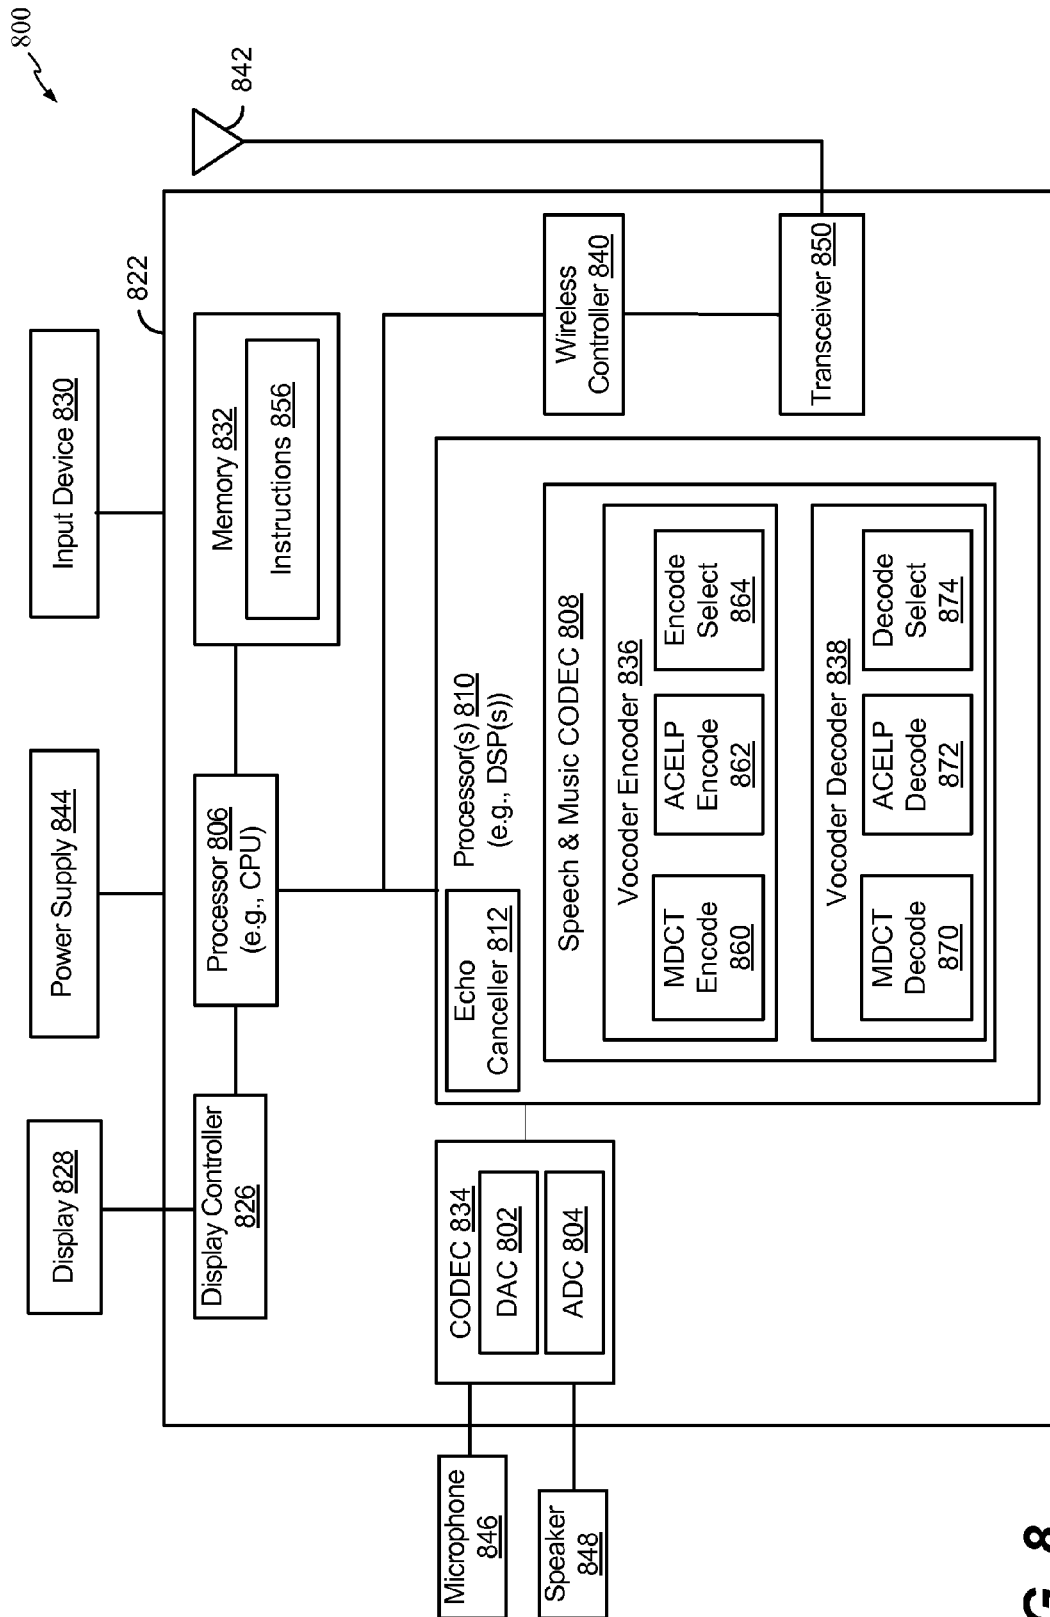 800
Display 828
Power Supply 844
Input Device 830
822
842
Display Controller
826
Processor 806
(e.g., CPU)
Memory 832
Instructions 856
Microphone
846
Speaker
848
CODEC 834
DAC 802
ADC 804
Echo
Canceller 812
Processor(s) 810
(e.g., DSP(s))
Speech & Music CODEC 808
Vocoder Encoder 836
MDCT
Encode
860
ACELP
Encode
862
Encode
Select
864
Vocoder Decoder 838
MDCT
Decode
870
ACELP
Decode
872
Decode
Select
874
Wireless
Controller 840
Transceiver 850
G. 8